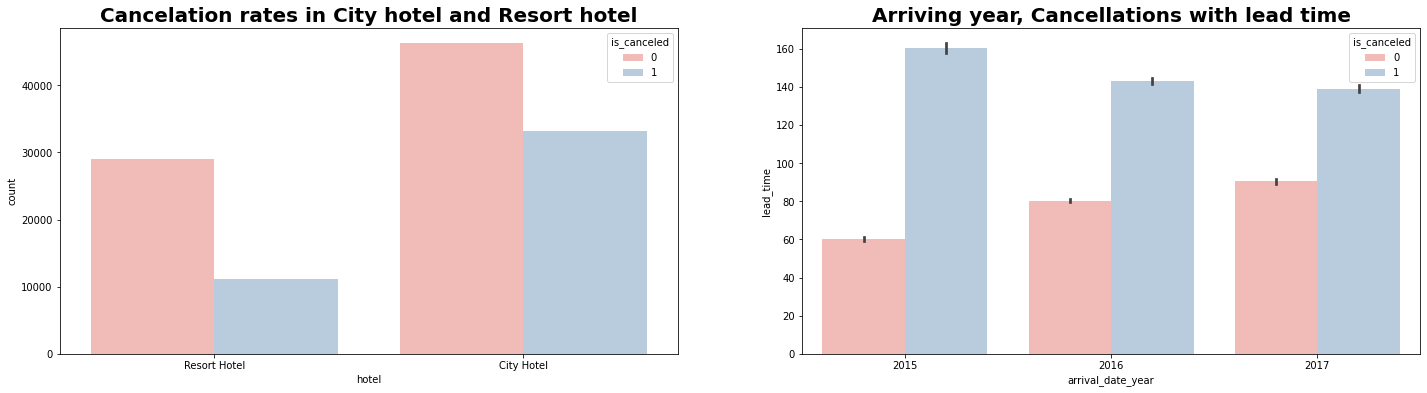 Cancelation rates in City hotel and Resort hotel
is_canceled
0
1
40000
30000
20000
10000
0
count
Resort Hotel
City Hotel
hotel
Arriving year, Cancellations with lead time
is_canceled
0
1
160
140
120
100
80
60
40
20
0
lead_time
2015
2016
2017
arrival_date_year